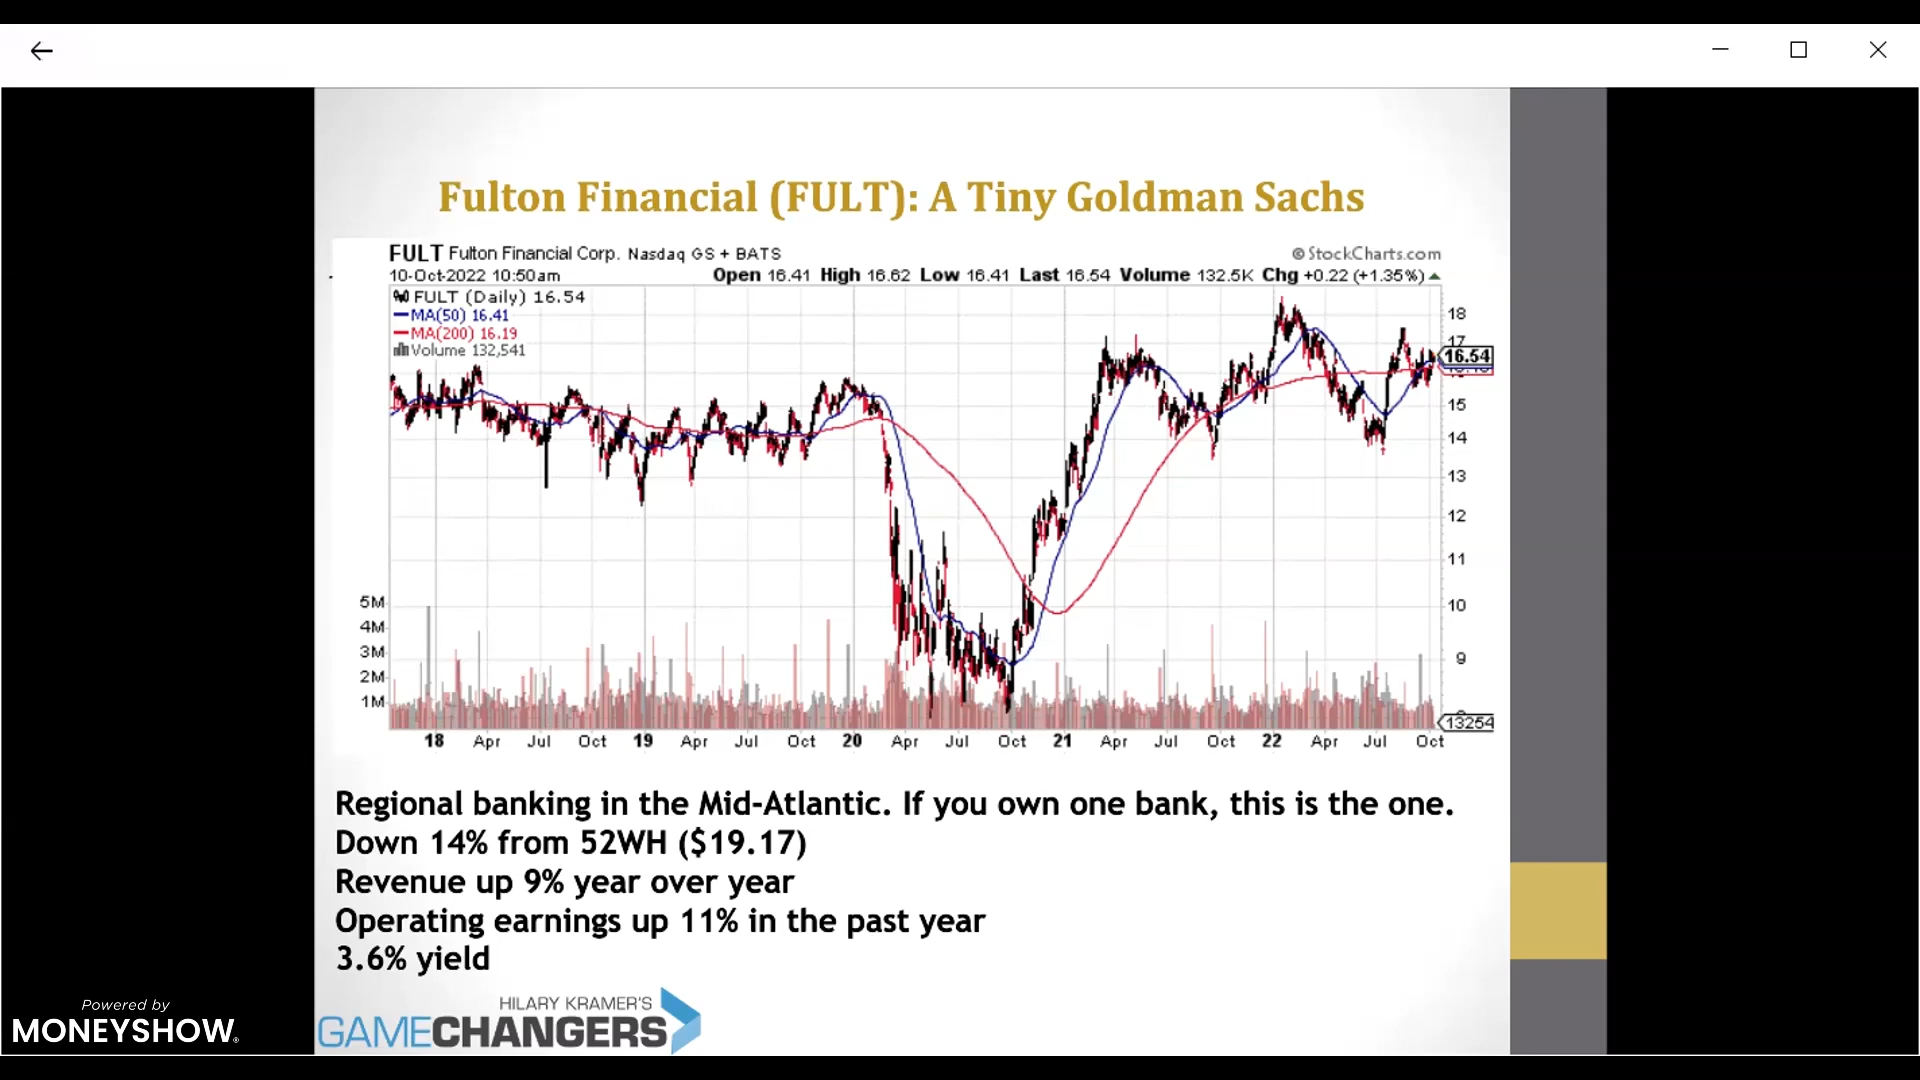 Fulton Financial (FULT): A Tiny Goldman Sachs
FULT Fulton Financial Corp. Nasdaq GS + BATS
© StockCharts.com
10-Oct-2022 10:50am
Open 16.41 High 16.62 Low 16.41 Last 16.54 Volume 132.5K Chg +0.22 (+1.35%)
FULT (Daily) 16.54
MA(50) 16.41
MA(200) 16.19
Volume 132,541
18
17
16.54
15
14
13
12
11
10
9
13254
5M
4M
3M
2M
1M
18 Apr Jul Oct 19 Apr Jul Oct 20 Apr Jul Oct 21 Apr Jul Oct 22 Apr Jul Oct
Regional banking in the Mid-Atlantic. If you own one bank, this is the one.
Down 14% from 52WH ($19.17)
Revenue up 9% year over year
Operating earnings up 11% in the past year
3.6% yield
Powered by
MONEYSHOW®
HILARY KRAMER'S
GAMECHANGERS